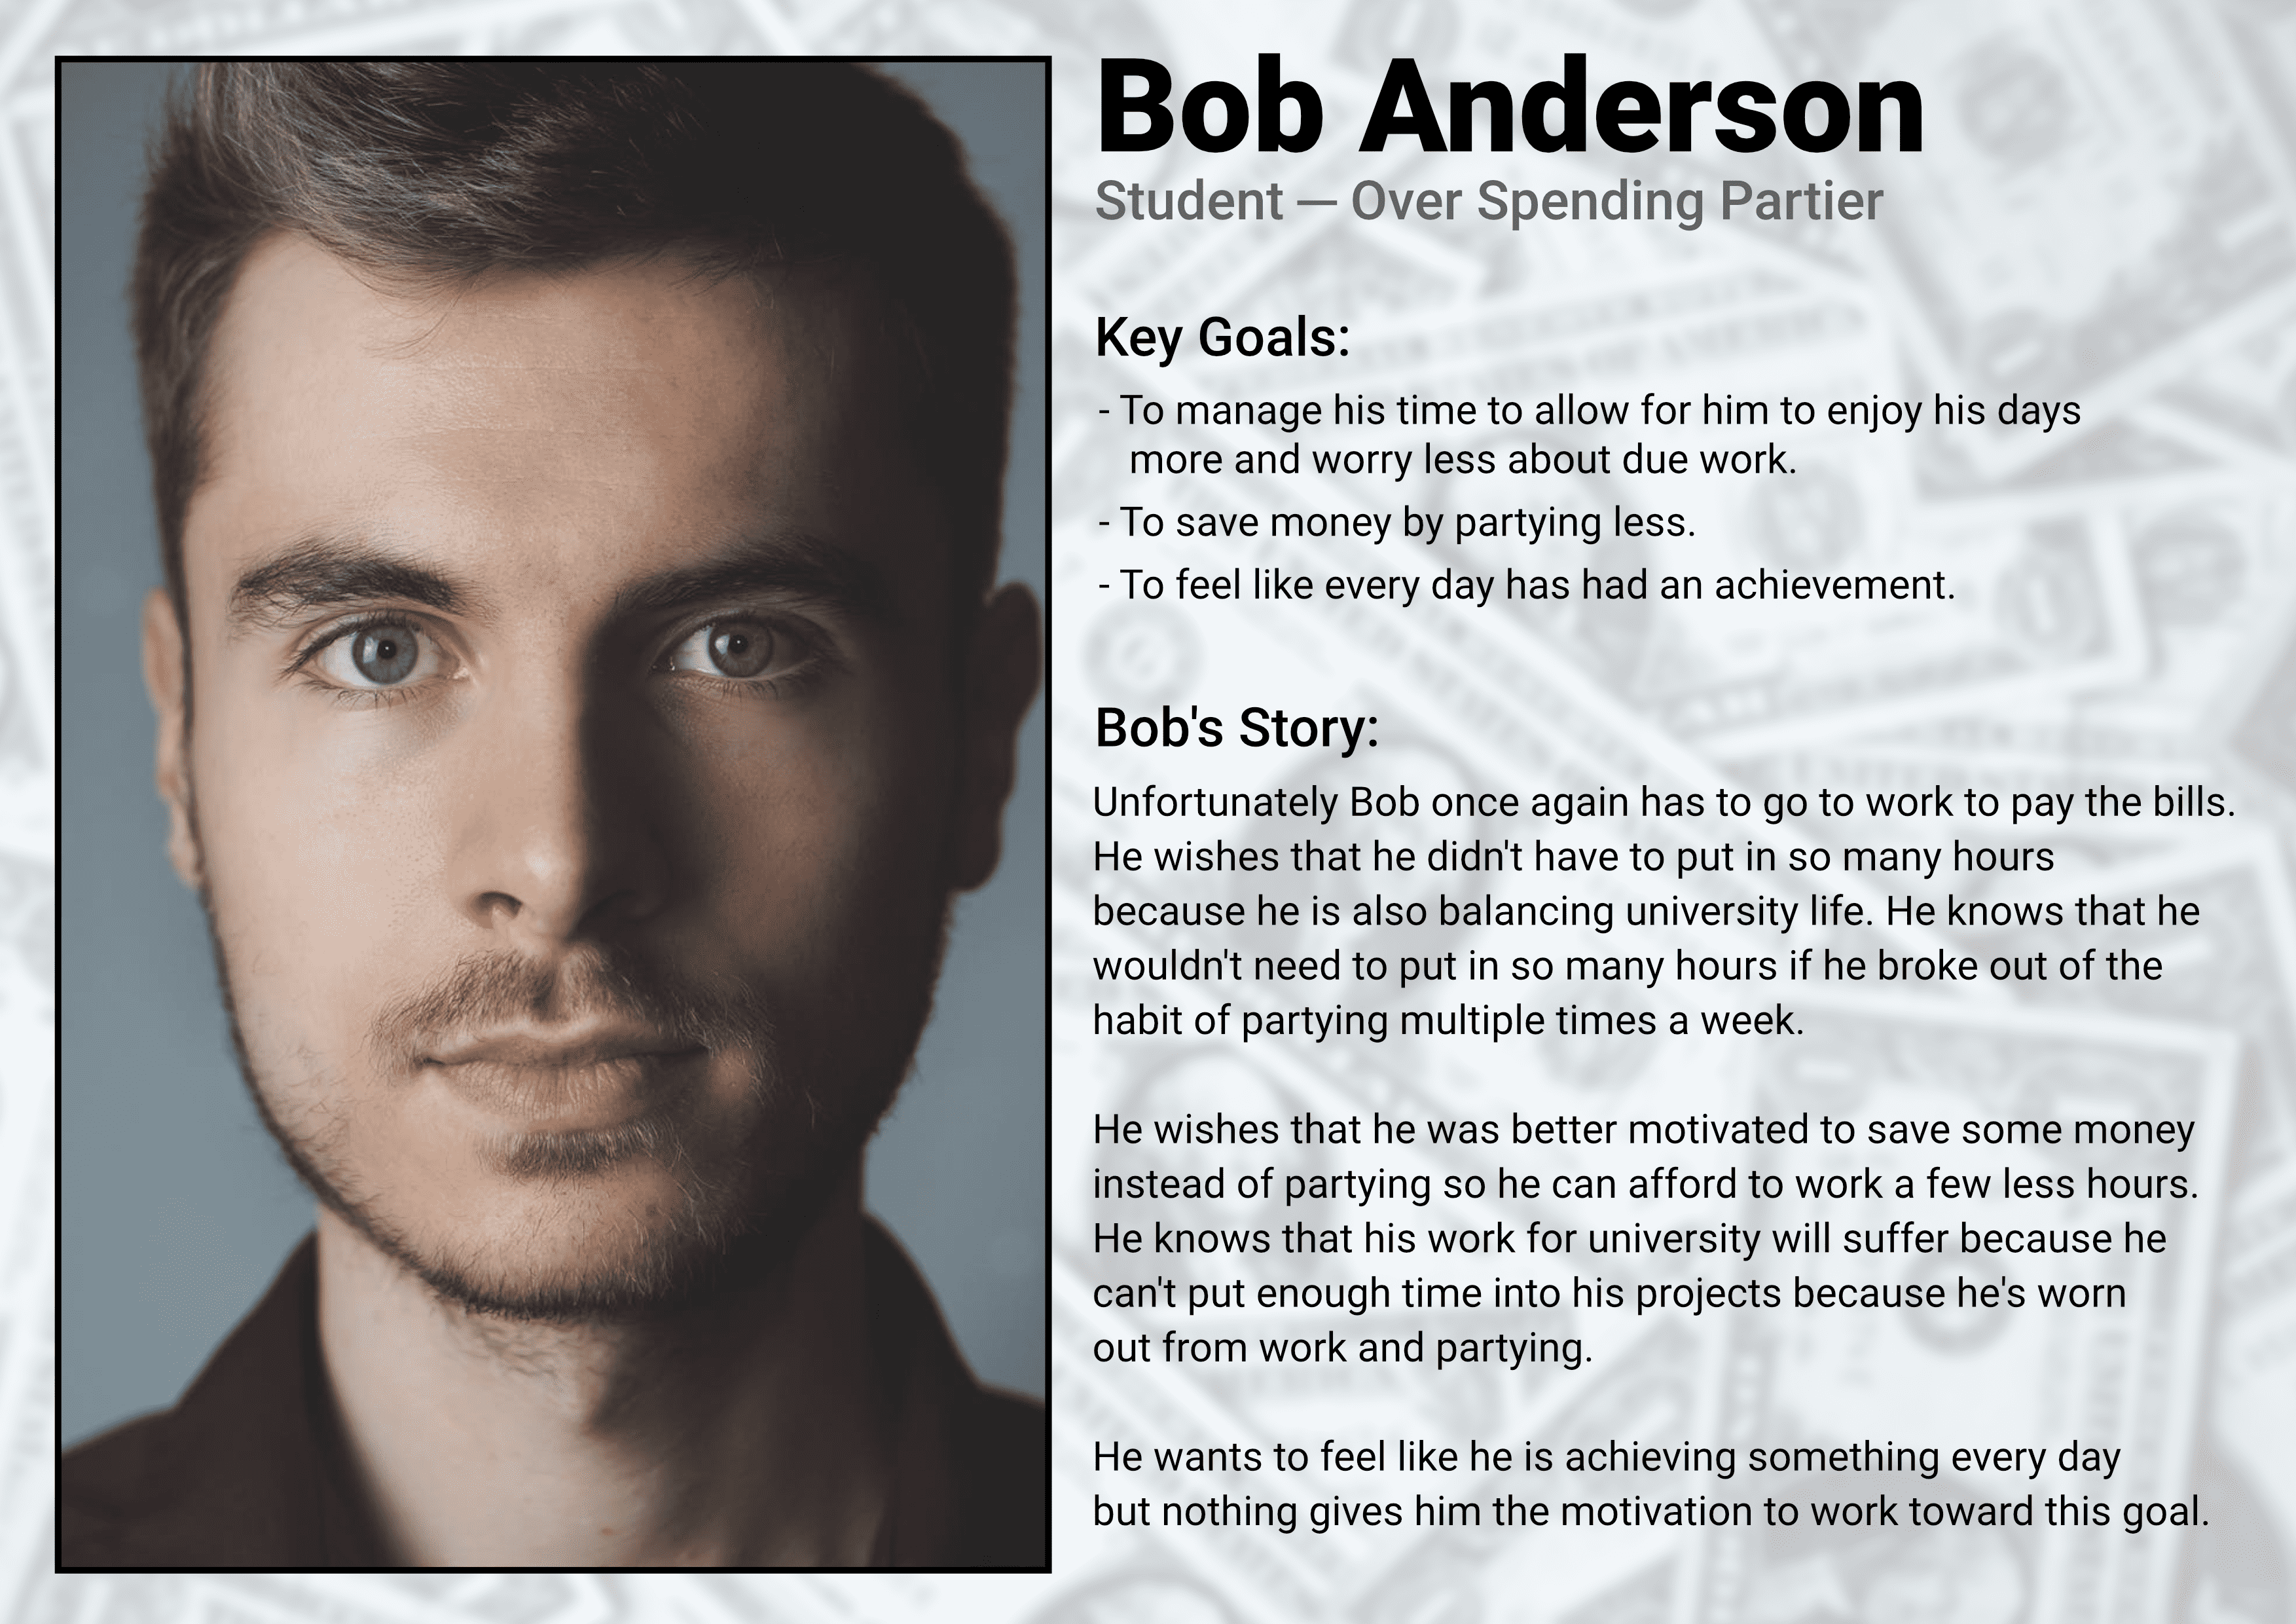 Bob Anderson
Student — Over Spending Partier
Key Goals:
- To manage his time to allow for him to enjoy his days
more and worry less about due work.
- To save money by partying less.
- To feel like every day has had an achievement.
Bob's Story:
Unfortunately Bob once again has to go to work to pay the bills.
He wishes that he didn't have to put in so many hours
because he is also balancing university life. He knows that he
wouldn't need to put in so many hours if he broke out of the
habit of partying multiple times a week.
He wishes that he was better motivated to save some money
instead of partying so he can afford to work a few less hours.
He knows that his work for university will suffer because he
can't put enough time into his projects because he's worn
out from work and partying.
He wants to feel like he is achieving something every day
but nothing gives him the motivation to work toward this goal.